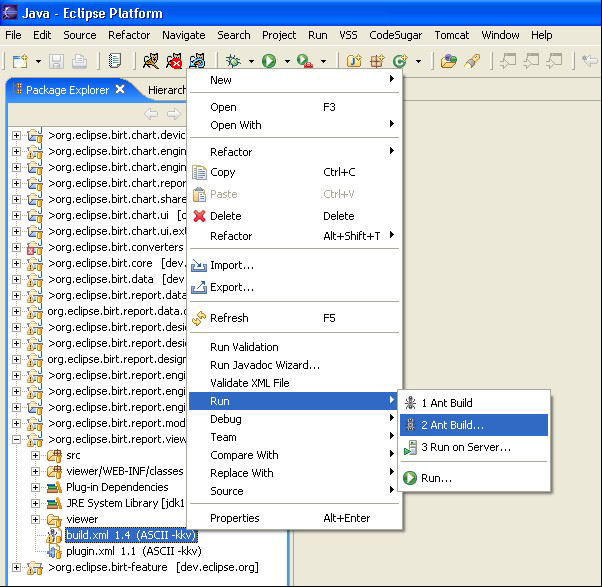 Java - Eclipse Platform
File Edit Source Refactor Navigate Search Project Run VSS CodeSugar Tomcat Window Help
Package Explorer Hierarch
>org.eclipse.birt.chart.devic
>org.eclipse.birt.chart.engin
>org.eclipse.birt.chart.engin
>org.eclipse.birt.chart.repor
>org.eclipse.birt.chart.share
>org.eclipse.birt.chart.ui [c
>org.eclipse.birt.chart.ui.ext
>org.eclipse.birt.converters
>org.eclipse.birt.core [dev.
>org.eclipse.birt.data [dev
>org.eclipse.birt.report.data
org.eclipse.birt.report.data.c
>org.eclipse.birt.report.desig
>org.eclipse.birt.report.desig
org.eclipse.birt.report.design
>org.eclipse.birt.report.engin
>org.eclipse.birt.report.engin
>org.eclipse.birt.report.engin
>org.eclipse.birt.report.mod
>org.eclipse.birt.report.view
src
viewer/WEB-INF/classes
Plug-in Dependencies
JRE System Library [jdk1
viewer
build.xml 1.4 (ASCII -kkv)
plugin.xml 1.1 (ASCII -kkv)
>org.eclipse.birt-feature [dev.eclipse.org]
New
Open F3
Open With
Refactor
Copy Ctrl+C
Paste Ctrl+V
Delete Delete
Refactor Alt+Shift+T
Import...
Export...
Refresh F5
Run Validation
Run Javadoc Wizard...
Validate XML File
Run
Debug
Team
Compare With
Replace With
Source
Properties Alt+Enter
1 Ant Build
2 Ant Build...
3 Run on Server...
Run...